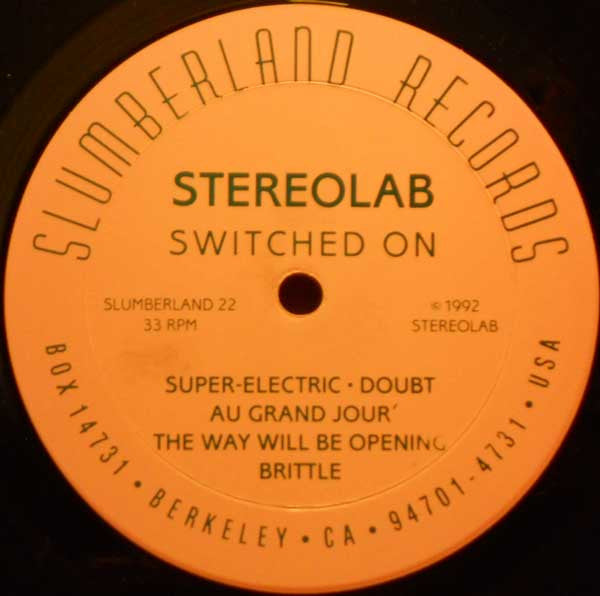 SLUMBERLAND RECORDS
STEREOLAB
SWITCHED ON
SLUMBERLAND 22
33 RPM
© 1992
STEREOLAB
SUPER-ELECTRIC • DOUBT
AU GRAND JOUR'
THE WAY WILL BE OPENING
BRITTLE
BOX 14731 • BERKELEY • CA • 94701-4731 • USA